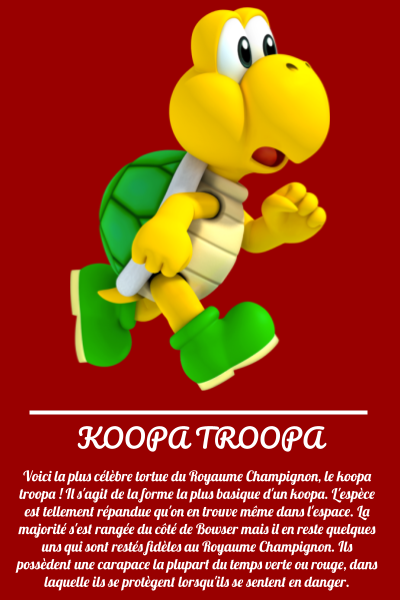 KOOPA TROOPA
Voici la plus célèbre tortue du Royaume Champignon, le koopa
troopa ! Il s'agit de la forme la plus basique d'un koopa. L'espèce
est tellement répandue qu'on en trouve même dans l'espace. La
majorité s'est rangée du côté de Bowser mais il en reste quelques
uns qui sont restés fidèles au Royaume Champignon. Ils
possèdent une carapace la plupart du temps verte ou rouge, dans
laquelle ils se protègent lorsqu'ils se sentent en danger.